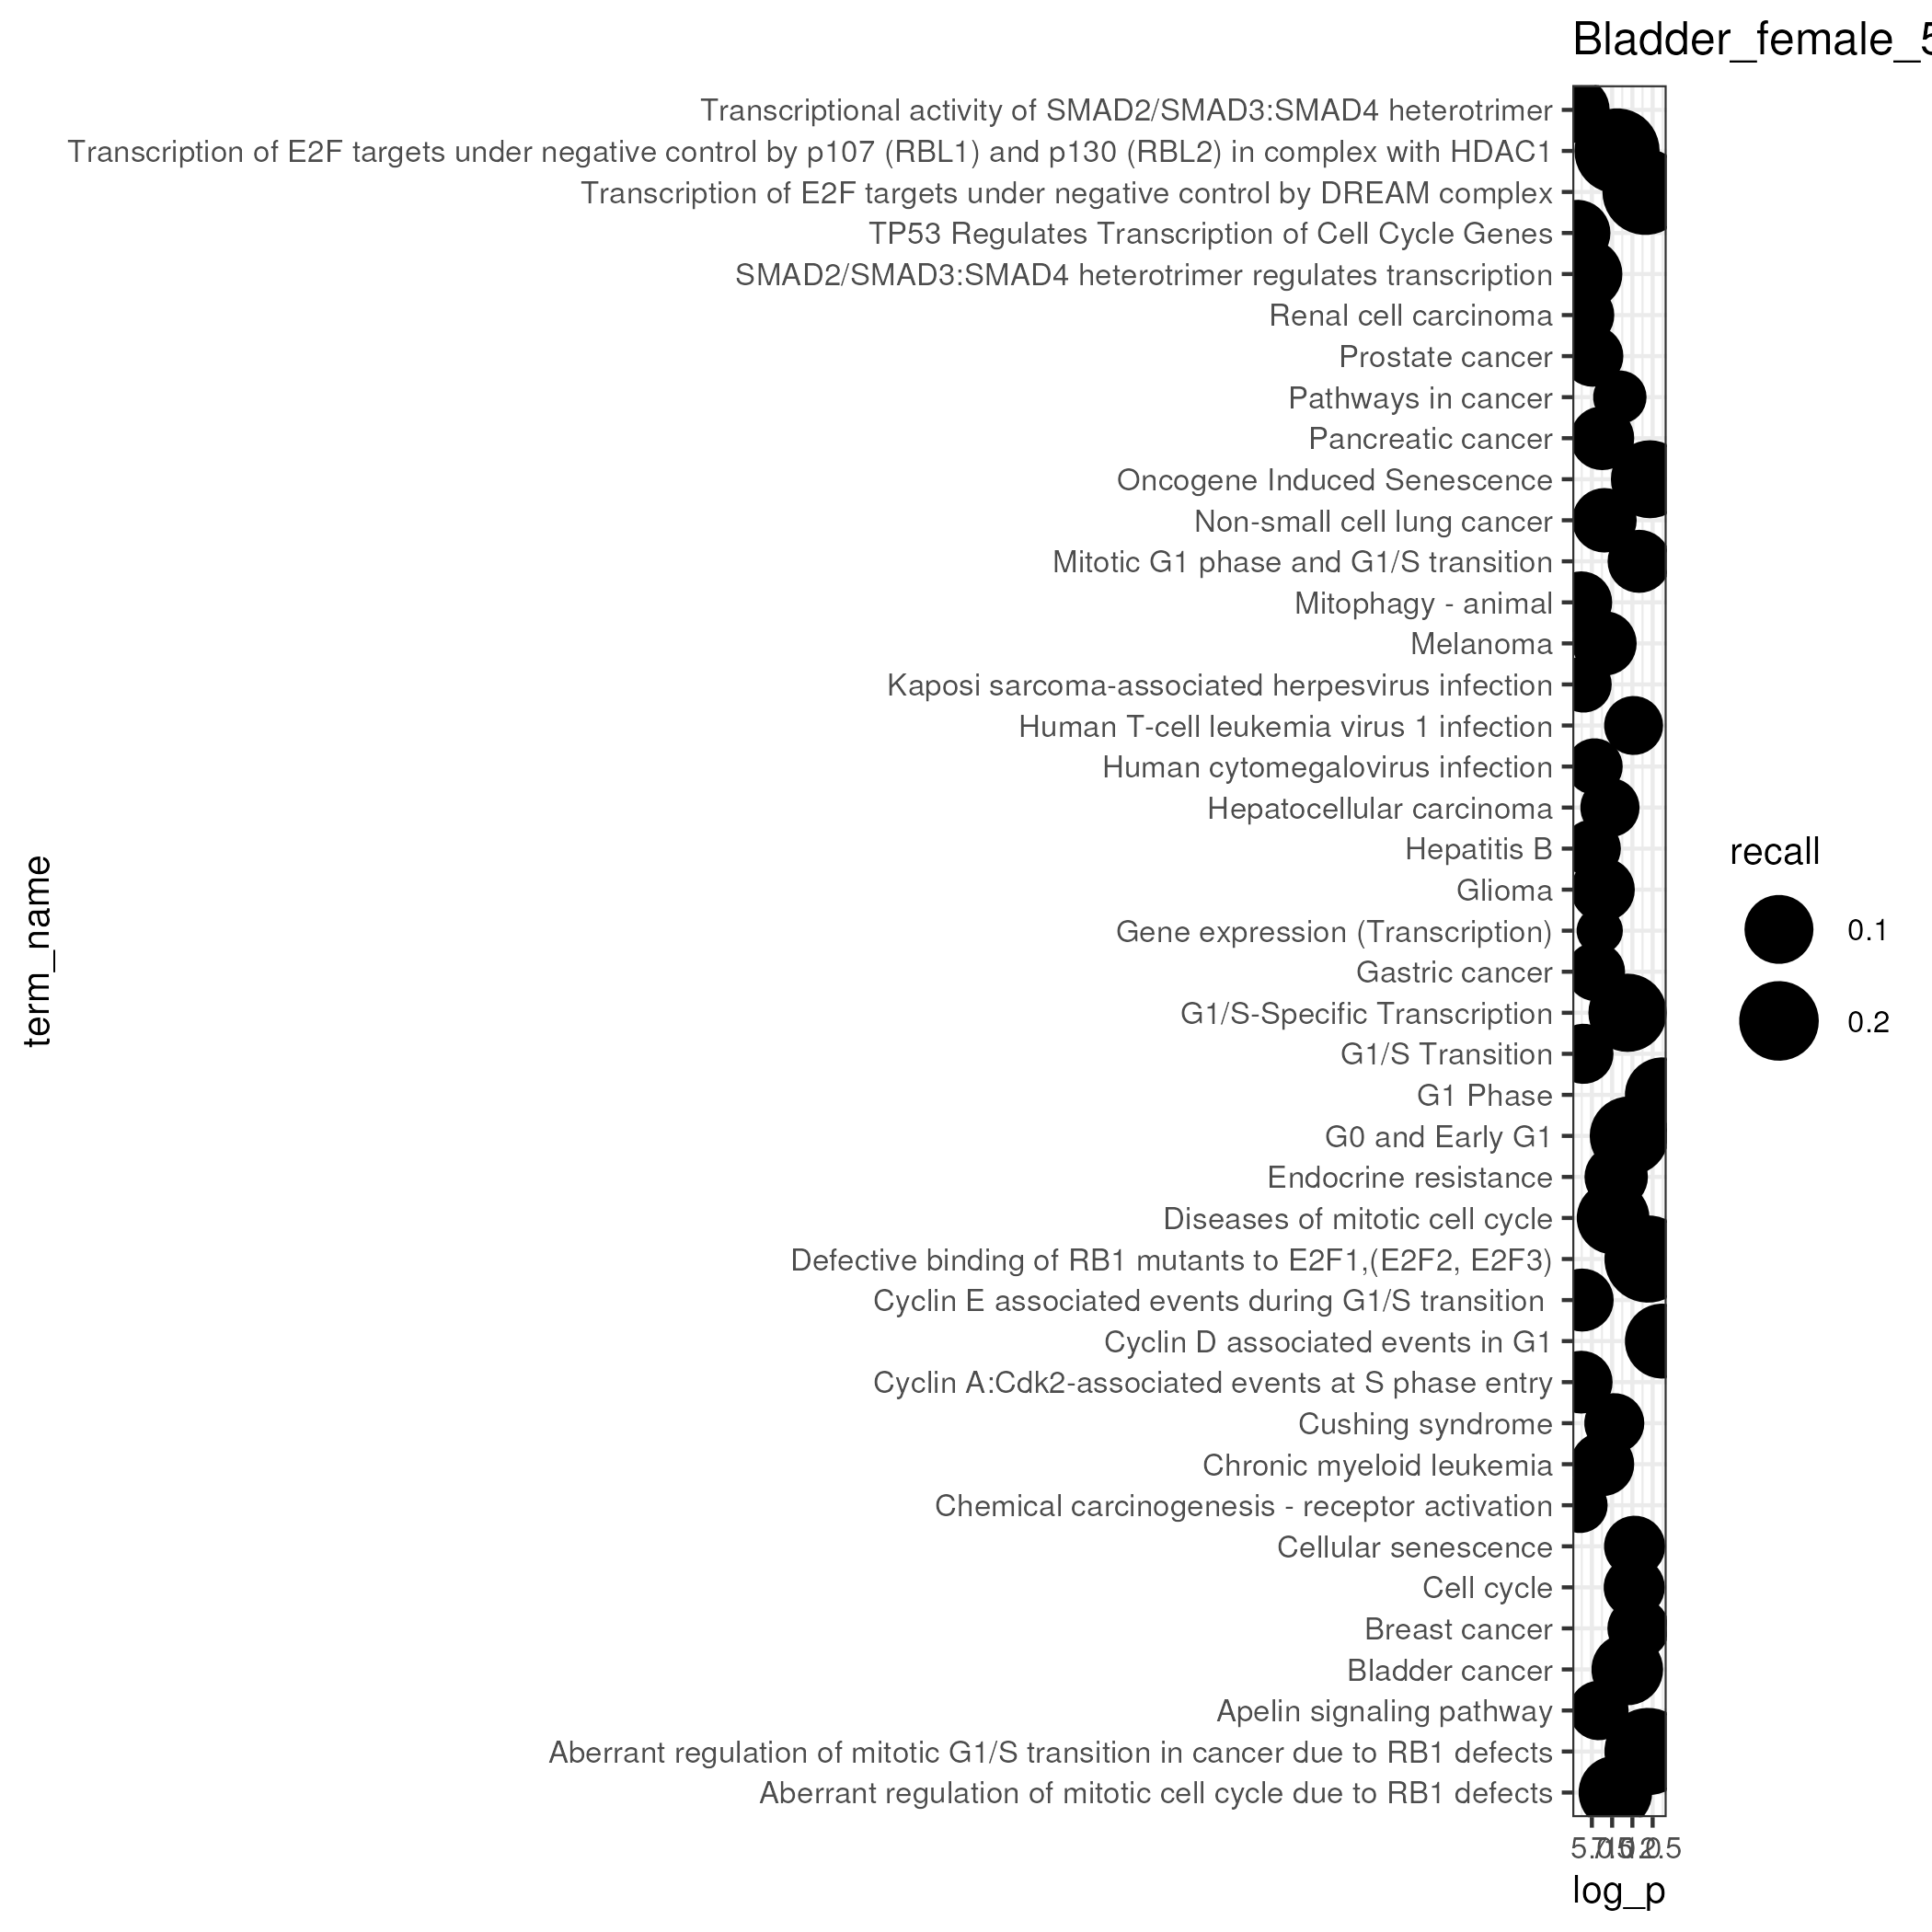 Bladder_female_5
Transcriptional activity of SMAD2/SMAD3:SMAD4 heterotrimer
Transcription of E2F targets under negative control by p107 (RBL1) and p130 (RBL2) in complex with HDAC1
Transcription of E2F targets under negative control by DREAM complex
TP53 Regulates Transcription of Cell Cycle Genes
SMAD2/SMAD3:SMAD4 heterotrimer regulates transcription
Renal cell carcinoma
Prostate cancer
Pathways in cancer
Pancreatic cancer
Oncogene Induced Senescence
Non-small cell lung cancer
Mitotic G1 phase and G1/S transition
Mitophagy - animal
Melanoma
Kaposi sarcoma-associated herpesvirus infection
Human T-cell leukemia virus 1 infection
Human cytomegalovirus infection
Hepatocellular carcinoma
Hepatitis B
Glioma
Gene expression (Transcription)
Gastric cancer
G1/S-Specific Transcription
G1/S Transition
G1 Phase
G0 and Early G1
Endocrine resistance
Diseases of mitotic cell cycle
Defective binding of RB1 mutants to E2F1,(E2F2, E2F3)
Cyclin E associated events during G1/S transition
Cyclin D associated events in G1
Cyclin A:Cdk2-associated events at S phase entry
Cushing syndrome
Chronic myeloid leukemia
Chemical carcinogenesis - receptor activation
Cellular senescence
Cell cycle
Breast cancer
Bladder cancer
Apelin signaling pathway
Aberrant regulation of mitotic G1/S transition in cancer due to RB1 defects
Aberrant regulation of mitotic cell cycle due to RB1 defects
term_name
log_p
recall
0.1
0.2